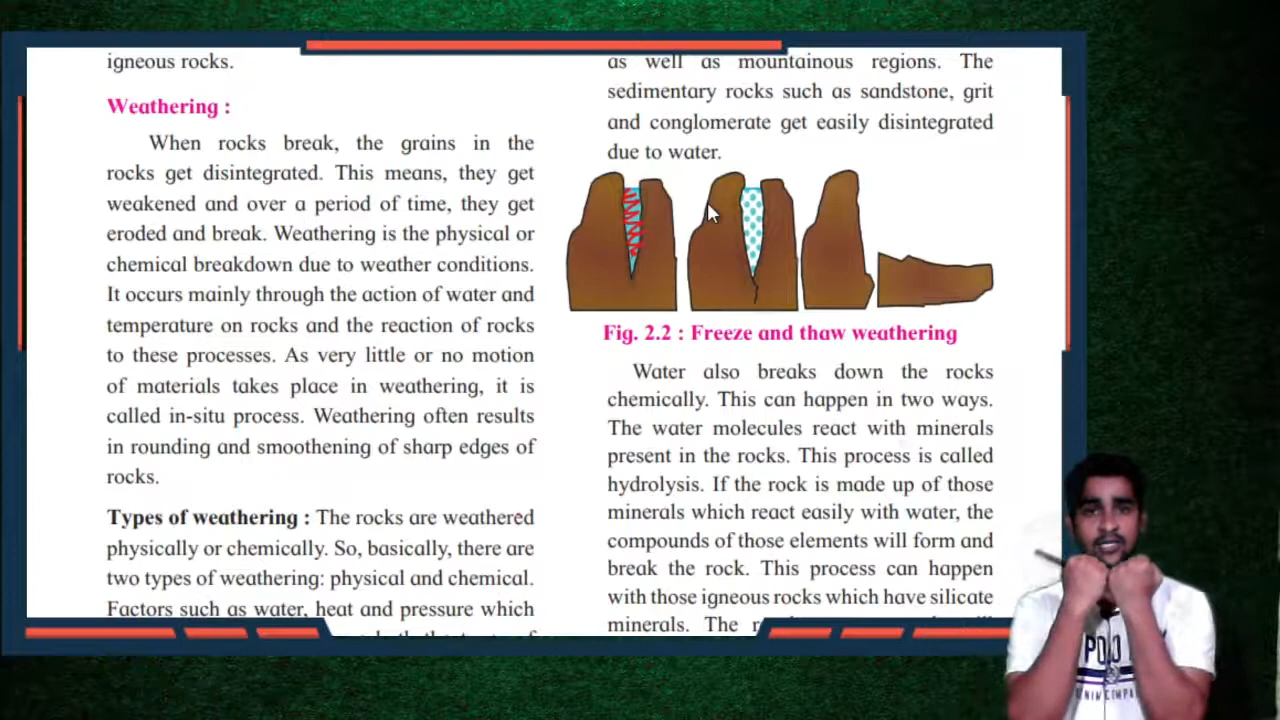 igneous rocks.
Weathering :
When rocks break, the grains in the
rocks get disintegrated. This means, they get
weakened and over a period of time, they get
eroded and break. Weathering is the physical or
chemical breakdown due to weather conditions.
It occurs mainly through the action of water and
temperature on rocks and the reaction of rocks
to these processes. As very little or no motion
of materials takes place in weathering, it is
called in-situ process. Weathering often results
in rounding and smoothening of sharp edges of
rocks.
Types of weathering : The rocks are weathered
physically or chemically. So, basically, there are
two types of weathering: physical and chemical.
Factors such as water, heat and pressure which
as well as mountainous regions. The
sedimentary rocks such as sandstone, grit
and conglomerate get easily disintegrated
due to water.
Fig. 2.2 : Freeze and thaw weathering
Water also breaks down the rocks
chemically. This can happen in two ways.
The water molecules react with minerals
present in the rocks. This process is called
hydrolysis. If the rock is made up of those
minerals which react easily with water, the
compounds of those elements will form and
break the rock. This process can happen
with those igneous rocks which have silicate
minerals. The
POLO